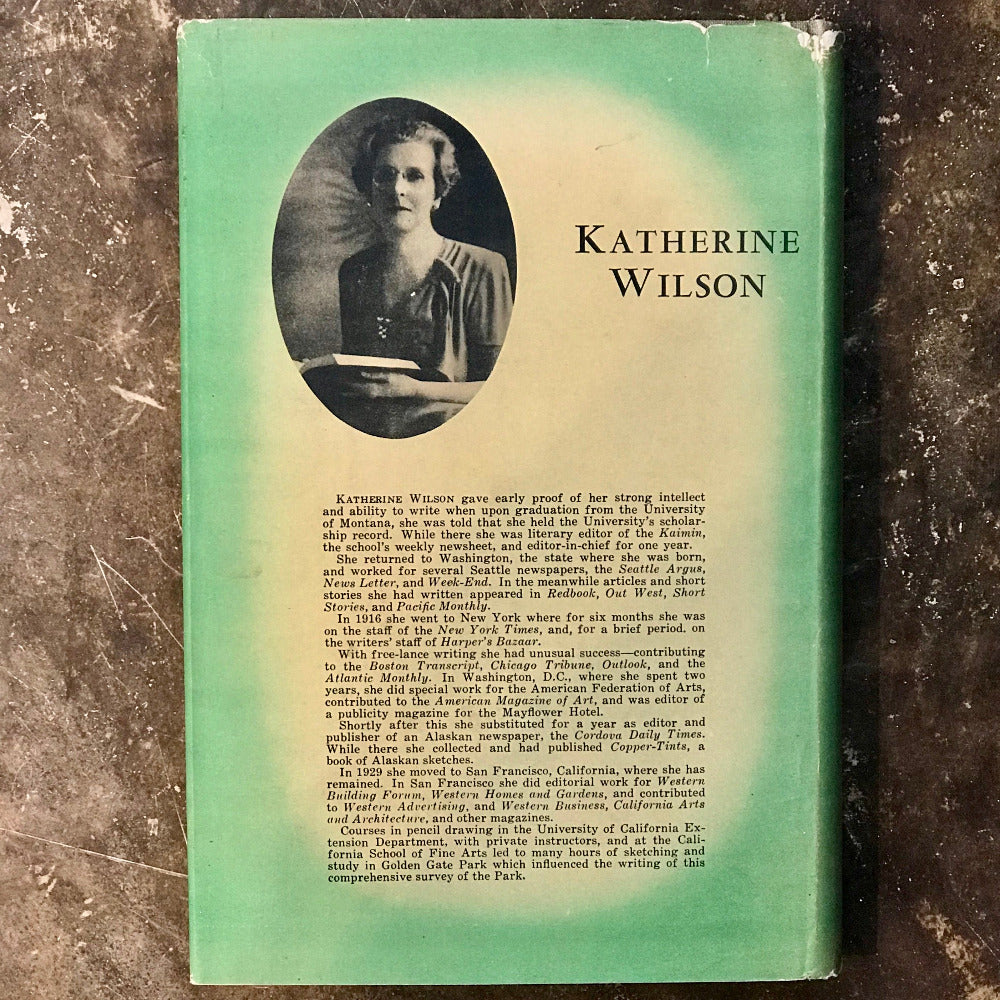 KATHERINE
WILSON
KATHERINE WILSON gave early proof of her strong intellect
and ability to write when upon graduation from the University
of Montana, she was told that she held the University's scholar-
ship record. While there she was literary editor of the Kaimin,
the school's weekly newsheet, and editor-in-chief for one year.
She returned to Washington, the state where she was born,
and worked for several Seattle newspapers, the Seattle Argus,
News Letter, and Week-End. In the meanwhile articles and short
stories she had written appeared in Redbook, Out West, Short
Stories, and Pacific Monthly.
In 1916 she went to New York where for six months she was
on the staff of the New York Times, and, for a brief period. on
the writers' staff of Harper's Bazaar.
With free-lance writing she had unusual success—contributing
to the Boston Transcript, Chicago Tribune, Outlook, and the
Atlantic Monthly. In Washington, D.C., where she spent two
years, she did special work for the American Federation of Arts,
contributed to the American Magazine of Art, and was editor of
a publicity magazine for the Mayflower Hotel.
Shortly after this she substituted for a year as editor and
publisher of an Alaskan newspaper, the Cordova Daily Times.
While there she collected and had published Copper-Tints, a
book of Alaskan sketches.
In 1929 she moved to San Francisco, California, where she has
remained. In San Francisco she did editorial work for Western
Building Forum, Western Homes and Gardens, and contributed
to Western Advertising, and Western Business, California Arts
and Architecture, and other magazines.
Courses in pencil drawing in the University of California Ex-
tension Department, with private instructors, and at the Cali-
fornia School of Fine Arts led to many hours of sketching and
study in Golden Gate Park which influenced the writing of this
comprehensive survey of the Park.